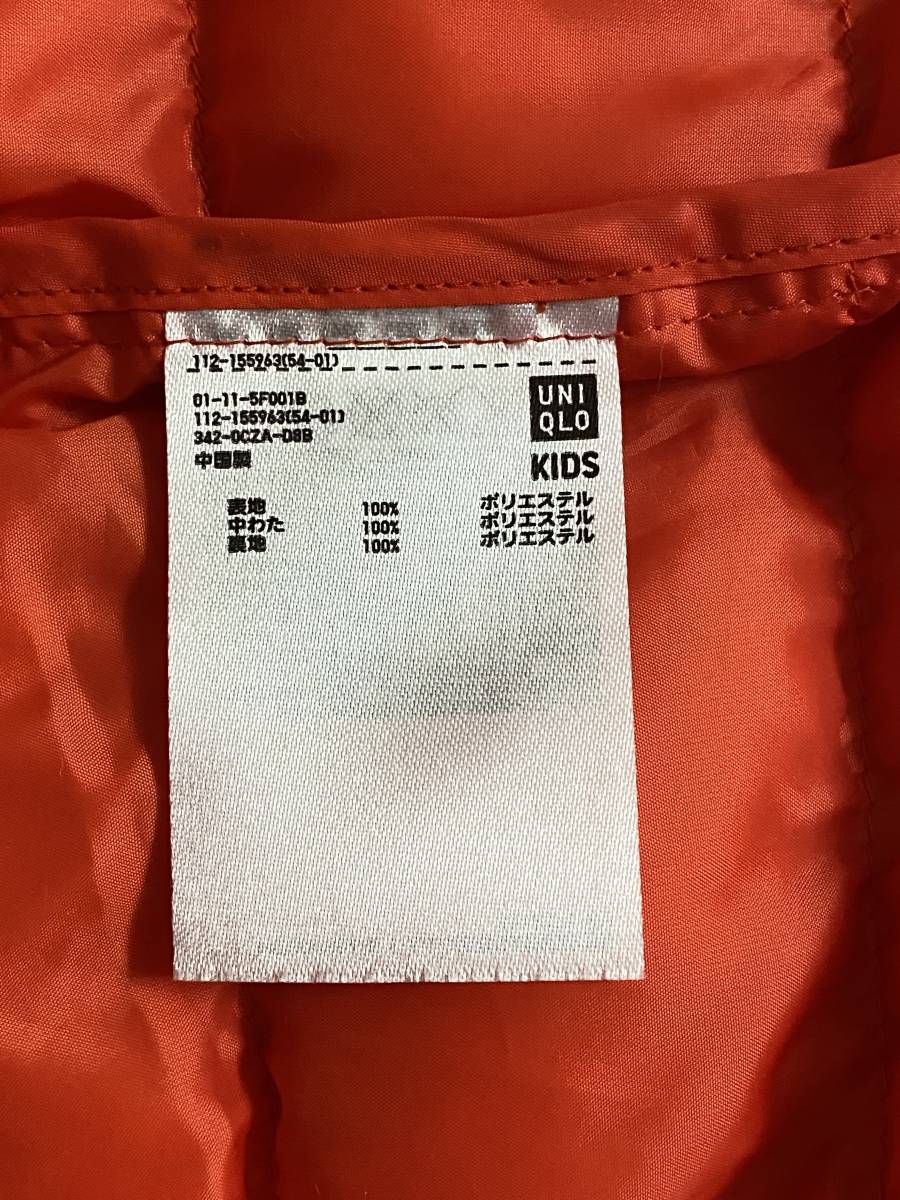 112-155963(54-01)
01-11-5F001B
112-155963(54-01)
342-0CZA-D8B
中国製
UNI
QLO
KIDS
表地 100% ポリエステル
中わた 100% ポリエステル
裏地 100% ポリエステル